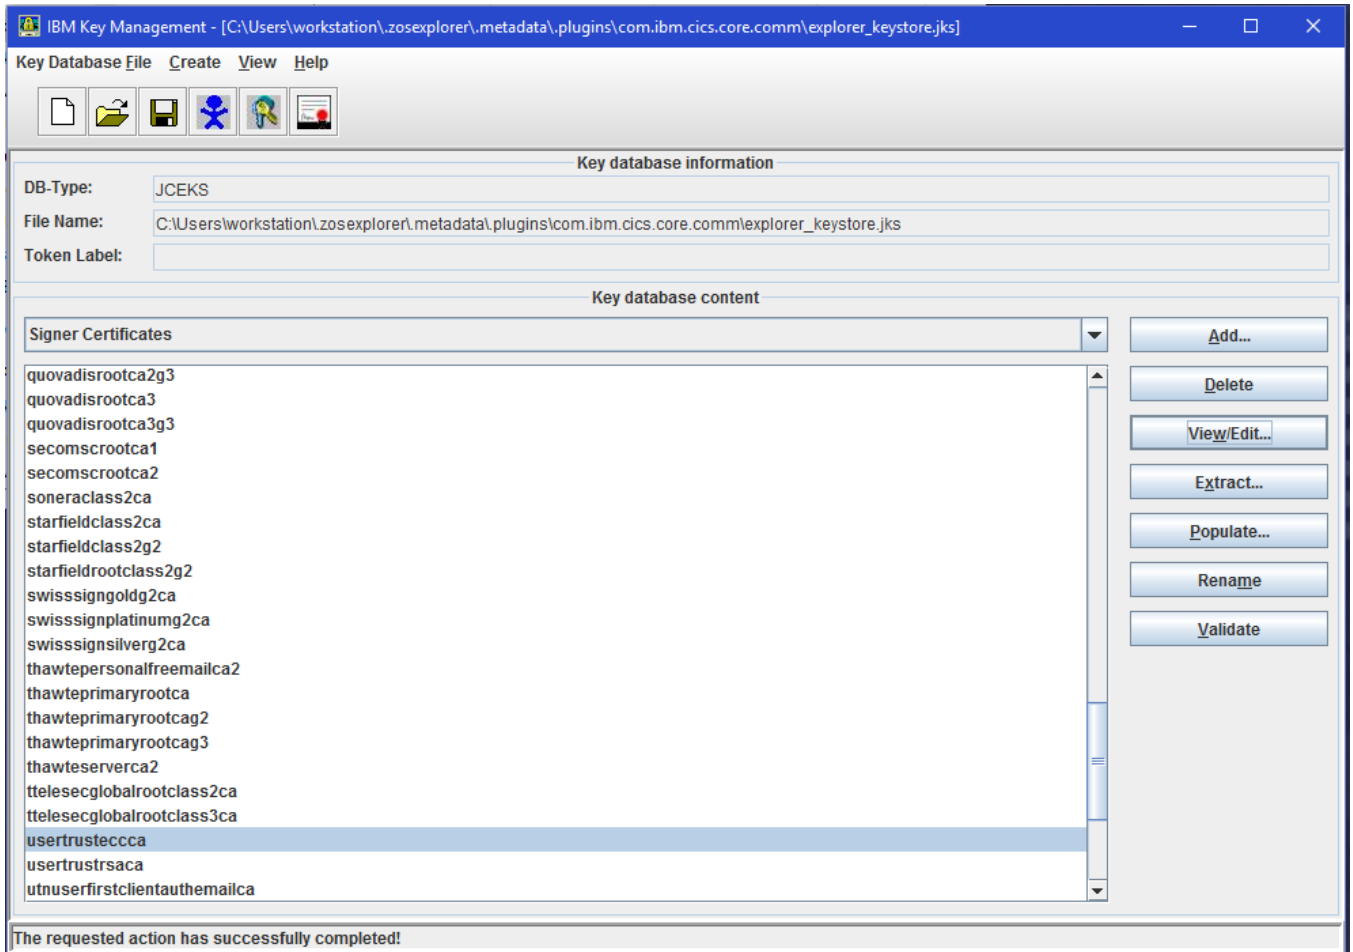 IBM Key Management - [C:\Users\workstation\.zosexplorer\.metadata\.plugins\com.ibm.cics.core.comm\explorer_keystore.jks]
Key Database File Create View Help
Key database information
DB-Type: JCEKS
File Name: C:\Users\workstation\.zosexplorer\.metadata\.plugins\com.ibm.cics.core.comm\explorer_keystore.jks
Token Label:
Key database content
Signer Certificates
Add...
quovadisrootca2g3
quovadisrootca3
quovadisrootca3g3
secomscrootca1
secomscrootca2
soneraclass2ca
starfieldclass2ca
starfieldclass2g2
starfieldrootclass2g2
swisssigngoldg2ca
swisssignplatinumg2ca
swisssignsilverg2ca
thawtepersonalfreemailca2
thawteprimaryrootca
thawteprimaryrootcag2
thawteprimaryrootcag3
thawteserverca2
ttelesecglobalrootclass2ca
ttelesecglobalrootclass3ca
usertrusteccca
usertrustrsaca
utnuserfirstclientauthemailca
Delete
View/Edit...
Extract...
Populate...
Rename
Validate
The requested action has successfully completed!